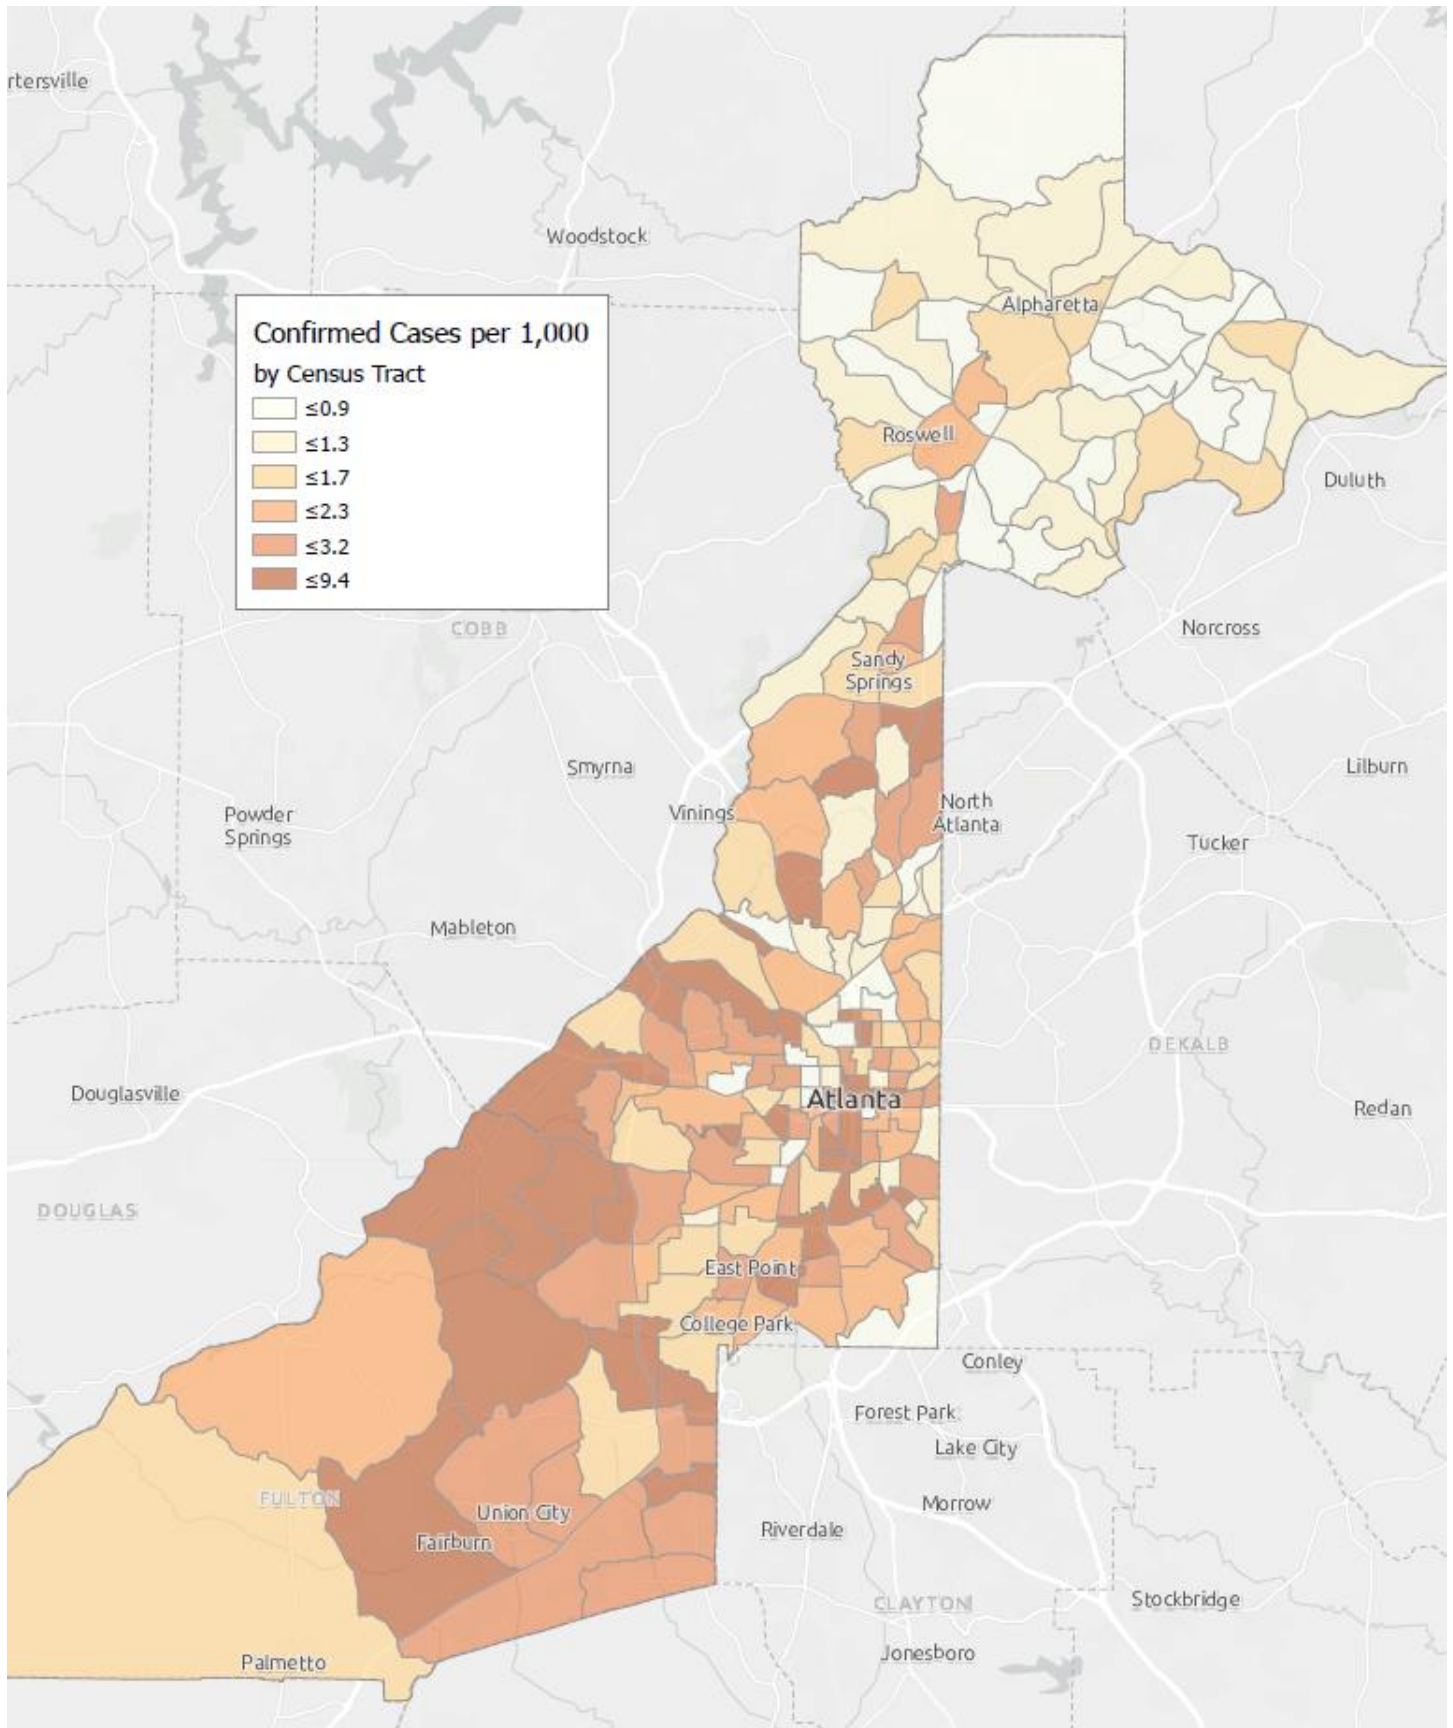 rtersville
Woodstock
Confirmed Cases per 1,000
by Census Tract
≤0.9
≤1.3
≤1.7
≤2.3
≤3.2
≤9.4
Alpharetta
Roswell
Duluth
COBB
Norcross
Sandy
Springs
Smyrna
Lilburn
Powder
Springs
Vinings
North
Atlanta
Tucker
Mableton
DEKALB
Douglasville
Atlanta
Redan
DOUGLAS
East Point
College Park
Conley
Forest Park
Lake City
FULTON
Union City
Morrow
Fairburn
Riverdale
CLAYTON
Stockbridge
Palmetto
Jonesboro